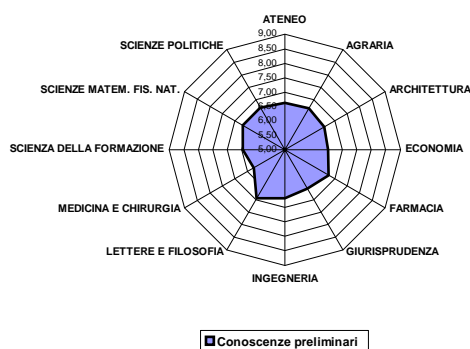 ATENEO
9,00
8,50
8,00
7,50
7,00
6,50
6,00
5,50
5,00
AGRARIA
ARCHITETTURA
ECONOMIA
FARMACIA
GIURISPRUDENZA
INGEGNERIA
LETTERE E FILOSOFIA
MEDICINA E CHIRURGIA
SCIENZA DELLA FORMAZIONE
SCIENZE MATEM. FIS. NAT.
SCIENZE POLITICHE
Conoscenze preliminari